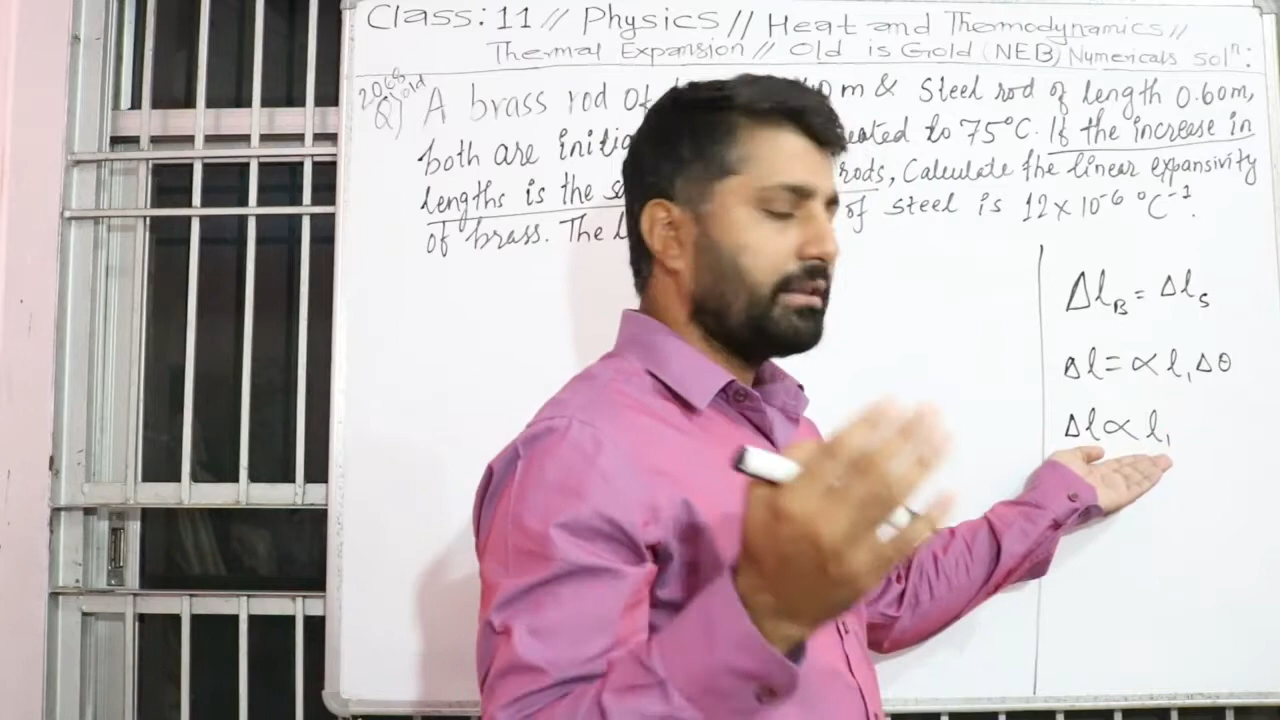 Class: 11 // Physics // Heat and Thermodynamics //
Thermal Expansion // Old is Gold (NEB) Numericals Solⁿ:
2068 old
Q) A brass rod of m & Steel rod of length 0.60m,
both are to 75°C. If the increase in
lengths is the rods, Calculate the linear expansivity
of brass. The of steel is 12×10⁻⁶ °C⁻¹.
Δl_B = Δl_S
Δl = ∝ l₁ Δθ
Δl ∝ l₁